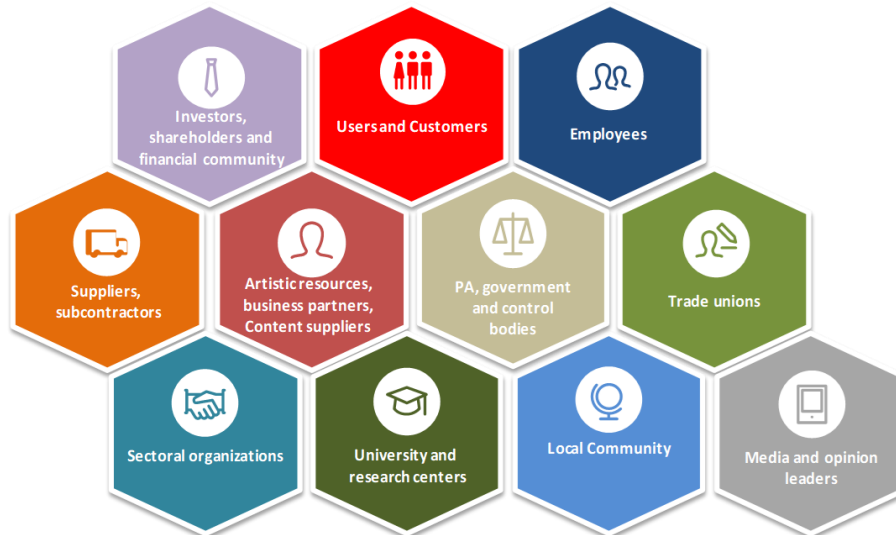 Investors,
shareholders and
financial community
Users and Customers
Employees
Suppliers,
subcontractors
Artistic resources,
business partners,
Content suppliers
PA, government
and control
bodies
Trade unions
Sectoral organizations
University and
research centers
Local Community
Media and opinion
leaders